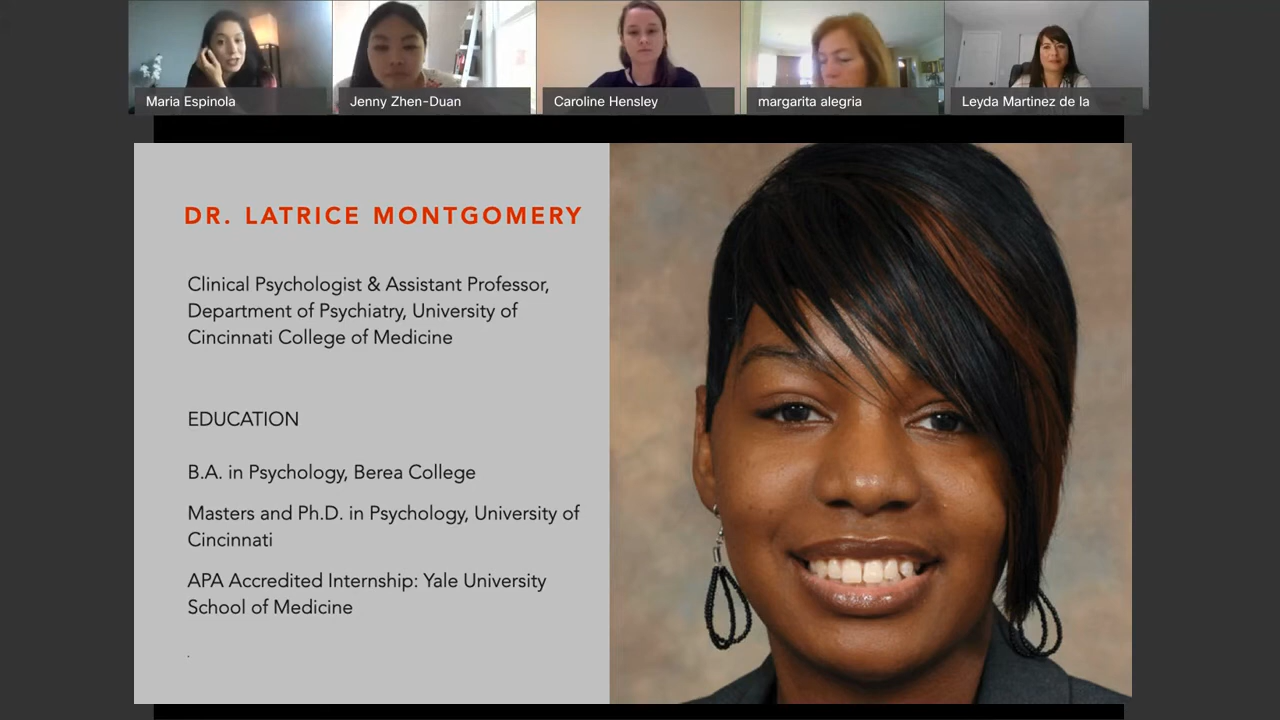 Maria Espinola
Jenny Zhen-Duan
Caroline Hensley
margarita alegria
Leyda Martinez de la
DR. LATRICE MONTGOMERY
Clinical Psychologist & Assistant Professor,
Department of Psychiatry, University of
Cincinnati College of Medicine
EDUCATION
B.A. in Psychology, Berea College
Masters and Ph.D. in Psychology, University of
Cincinnati
APA Accredited Internship: Yale University
School of Medicine
.